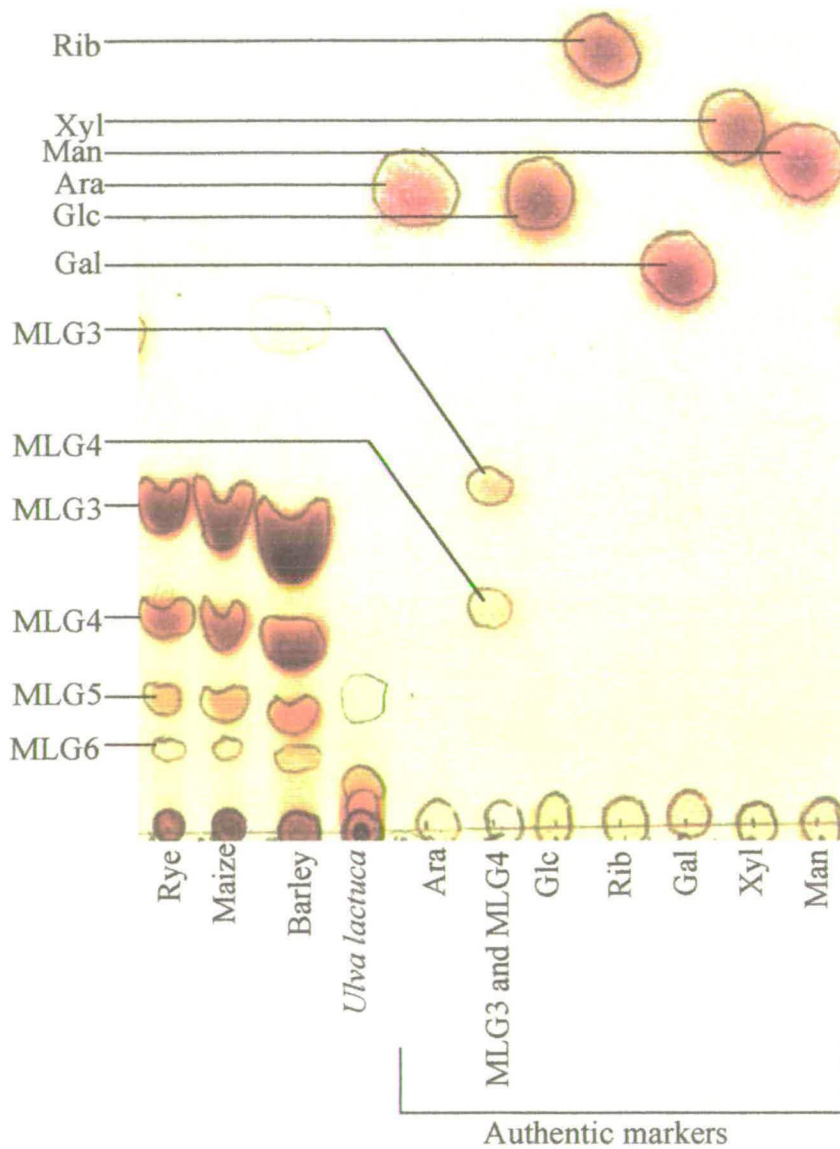 Rib
Xyl
Man
Ara
Glc
Gal
MLG3
MLG4
MLG3
MLG4
MLG5
MLG6
Rye
Maize
Barley
Ulva lactuca
Ara
MLG3 and MLG4
Glc
Rib
Gal
Xyl
Man
Authentic markers